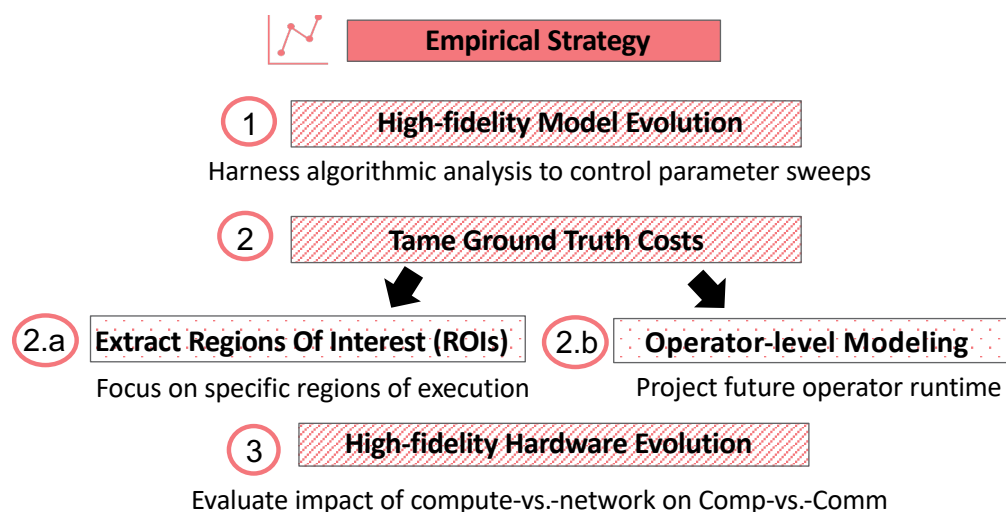 Empirical Strategy
1 High-fidelity Model Evolution
Harness algorithmic analysis to control parameter sweeps
2 Tame Ground Truth Costs
2.a Extract Regions Of Interest (ROIs)
Focus on specific regions of execution
2.b Operator-level Modeling
Project future operator runtime
3 High-fidelity Hardware Evolution
Evaluate impact of compute-vs.-network on Comp-vs.-Comm